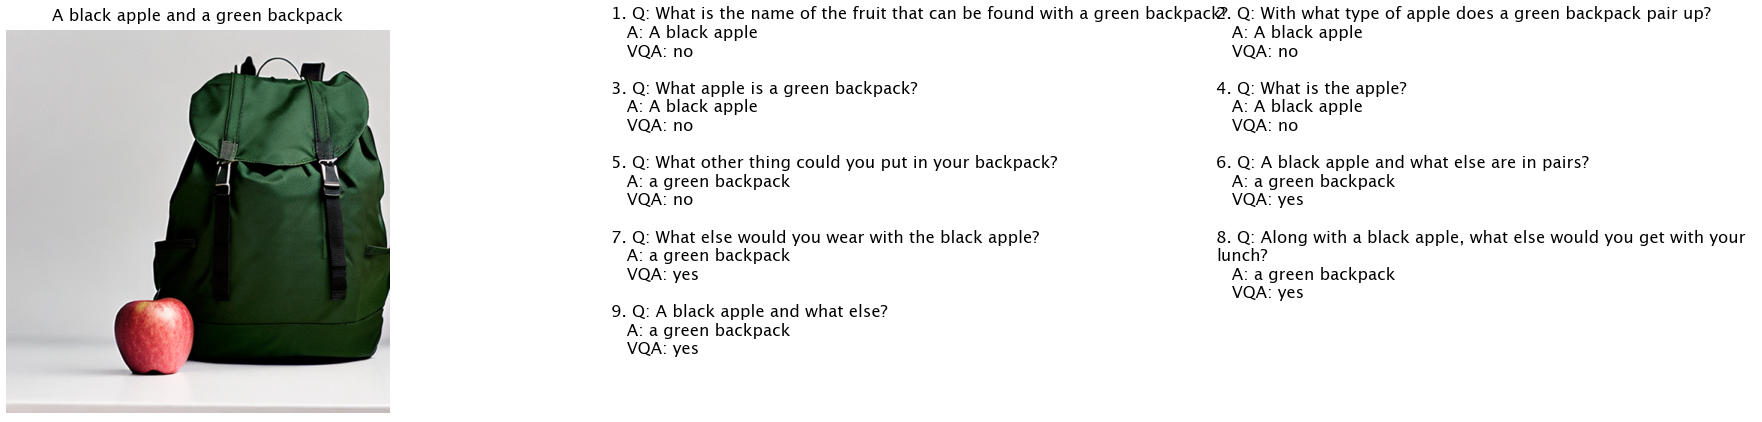 A black apple and a green backpack
1. Q: What is the name of the fruit that can be found with a green backpack?
A: A black apple
VQA: no
2. Q: With what type of apple does a green backpack pair up?
A: A black apple
VQA: no
3. Q: What apple is a green backpack?
A: A black apple
VQA: no
4. Q: What is the apple?
A: A black apple
VQA: no
5. Q: What other thing could you put in your backpack?
A: a green backpack
VQA: no
6. Q: A black apple and what else are in pairs?
A: a green backpack
VQA: yes
7. Q: What else would you wear with the black apple?
A: a green backpack
VQA: yes
8. Q: Along with a black apple, what else would you get with your
lunch?
A: a green backpack
VQA: yes
9. Q: A black apple and what else?
A: a green backpack
VQA: yes